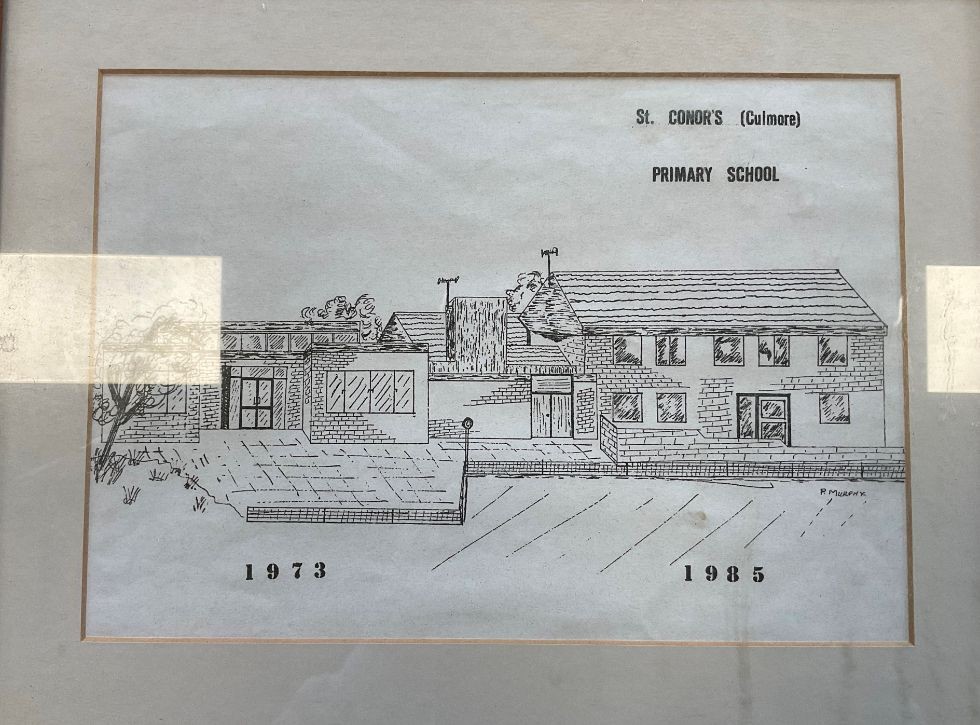 St. CONOR'S (Culmore)
PRIMARY SCHOOL
P. MURPHY.
1973
1985